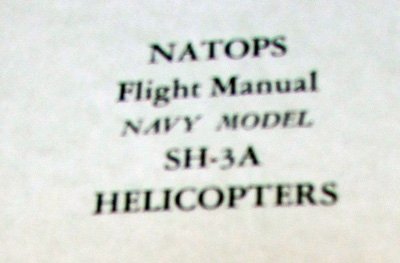 NATOPS
Flight Manual
NAVY MODEL
SH-3A
HELICOPTERS